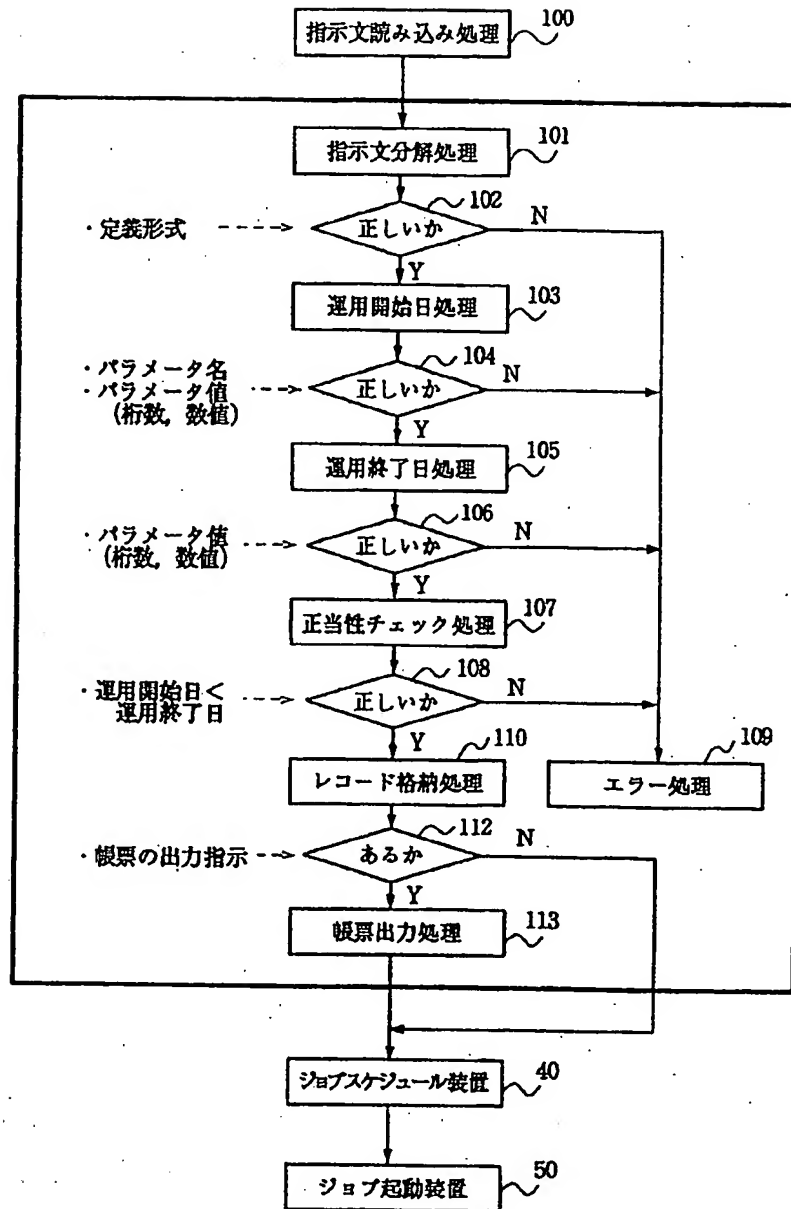 指示文読み込み処理 100
指示文分解処理 101
102
・定義形式 正しいか N
Y
運用開始日処理 103
104
・パラメータ名
・パラメータ値 正しいか N
(桁数, 数値)
Y
運用終了日処理 105
106
・パラメータ値 正しいか N
(桁数, 数値)
Y
正当性チェック処理 107
108
・運用開始日< 正しいか N
運用終了日
Y 110
109
レコード格納処理 エラー処理
112
・帳票の出力指示 あるか N
Y
帳票出力処理 113
ジョブスケジュール装置 40
ジョブ起動装置 50